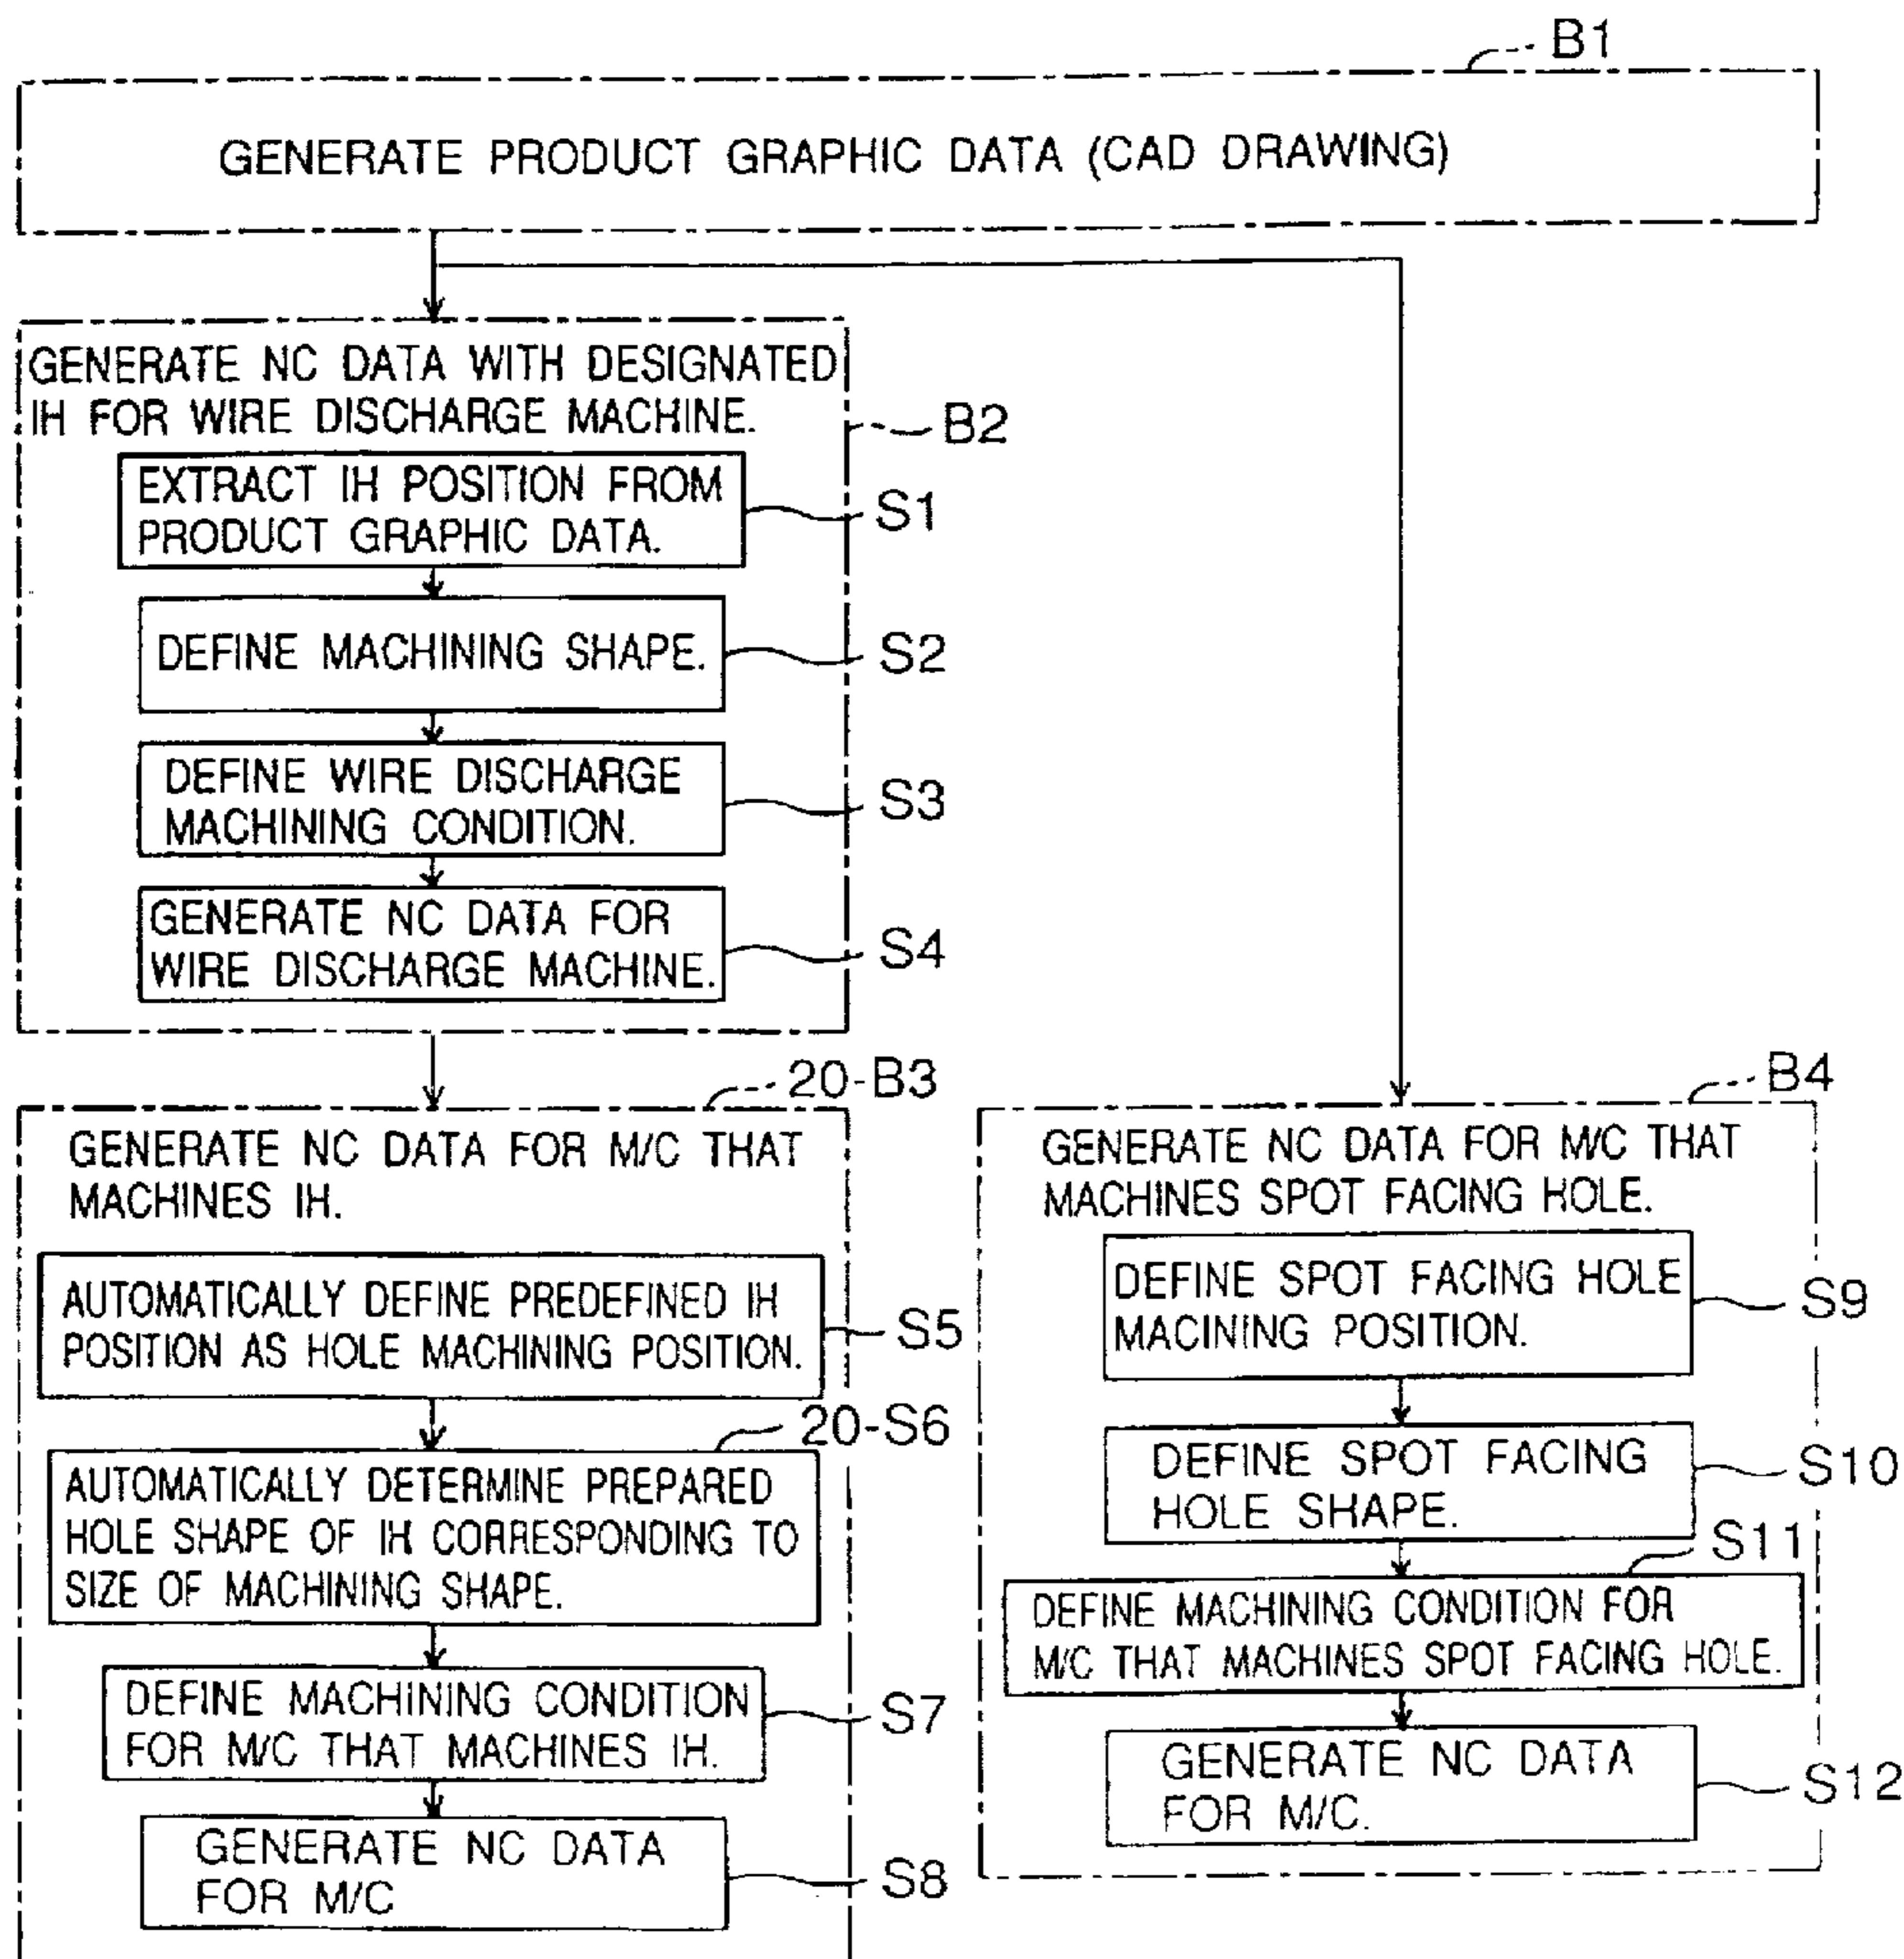 B1
GENERATE PRODUCT GRAPHIC DATA (CAD DRAWING)
GENERATE NC DATA WITH DESIGNATED
IH FOR WIRE DISCHARGE MACHINE.
B2
EXTRACT IH POSITION FROM
PRODUCT GRAPHIC DATA.
S1
DEFINE MACHINING SHAPE.
S2
DEFINE WIRE DISCHARGE
MACHINING CONDITION.
S3
GENERATE NC DATA FOR
WIRE DISCHARGE MACHINE.
S4
20-B3
GENERATE NC DATA FOR M/C THAT
MACHINES IH.
AUTOMATICALLY DEFINE PREDEFINED IH
POSITION AS HOLE MACHINING POSITION.
S5
20-S6
AUTOMATICALLY DETERMINE PREPARED
HOLE SHAPE OF IH CORRESPONDING TO
SIZE OF MACHINING SHAPE.
DEFINE MACHINING CONDITION
FOR M/C THAT MACHINES IH.
S7
GENERATE NC DATA
FOR M/C
S8
B4
GENERATE NC DATA FOR M/C THAT
MACHINES SPOT FACING HOLE.
DEFINE SPOT FACING HOLE
MACINING POSITION.
S9
DEFINE SPOT FACING
HOLE SHAPE.
S10
S11
DEFINE MACHINING CONDITION FOR
M/C THAT MACHINES SPOT FACING HOLE.
GENERATE NC DATA
FOR M/C.
S12